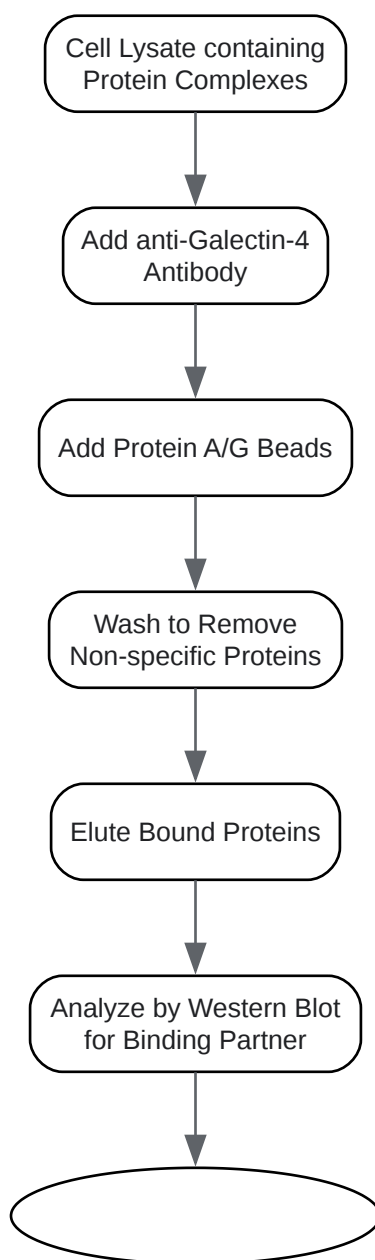 Cell Lysate containing
Protein Complexes
Add anti-Galectin-4
Antibody
Add Protein A/G Beads
Wash to Remove
Non-specific Proteins
Elute Bound Proteins
Analyze by Western Blot
for Binding Partner